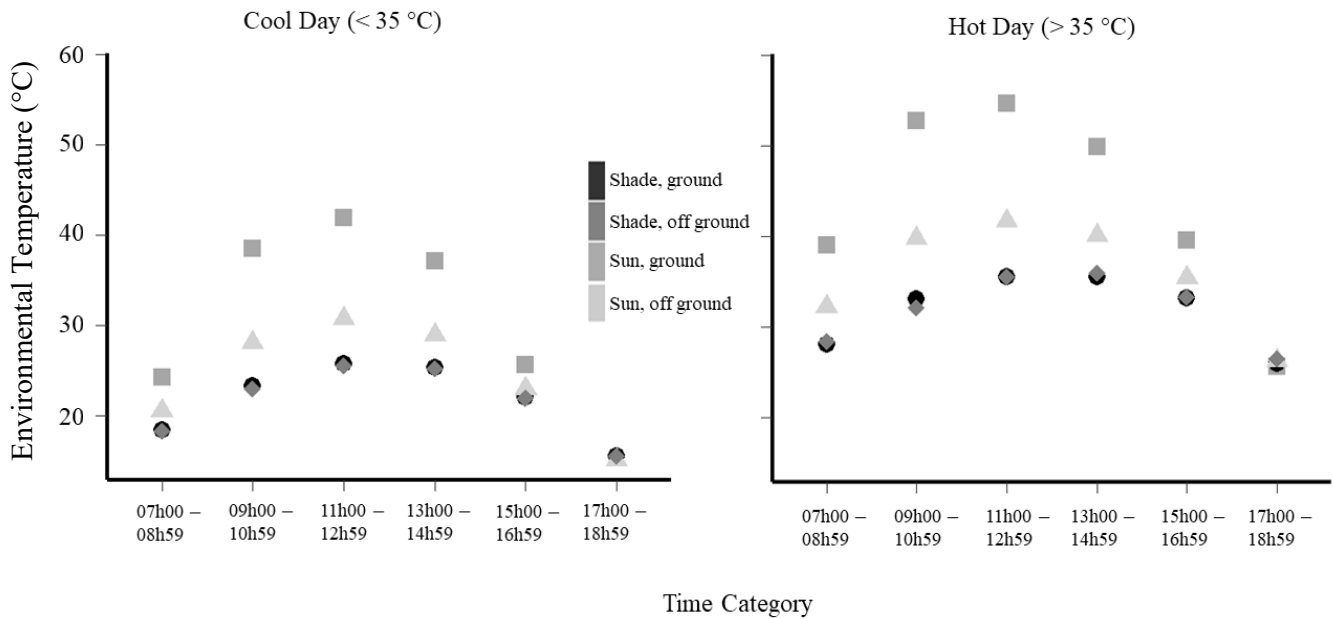 Cool Day (< 35 °C)
Hot Day (> 35 °C)
Environmental Temperature (°C)
60
50
40
30
20
Shade, ground
Shade, off ground
Sun, ground
Sun, off ground
07h00 –
08h59
09h00 –
10h59
11h00 –
12h59
13h00 –
14h59
15h00 –
16h59
17h00 –
18h59
07h00 –
08h59
09h00 –
10h59
11h00 –
12h59
13h00 –
14h59
15h00 –
16h59
17h00 –
18h59
Time Category